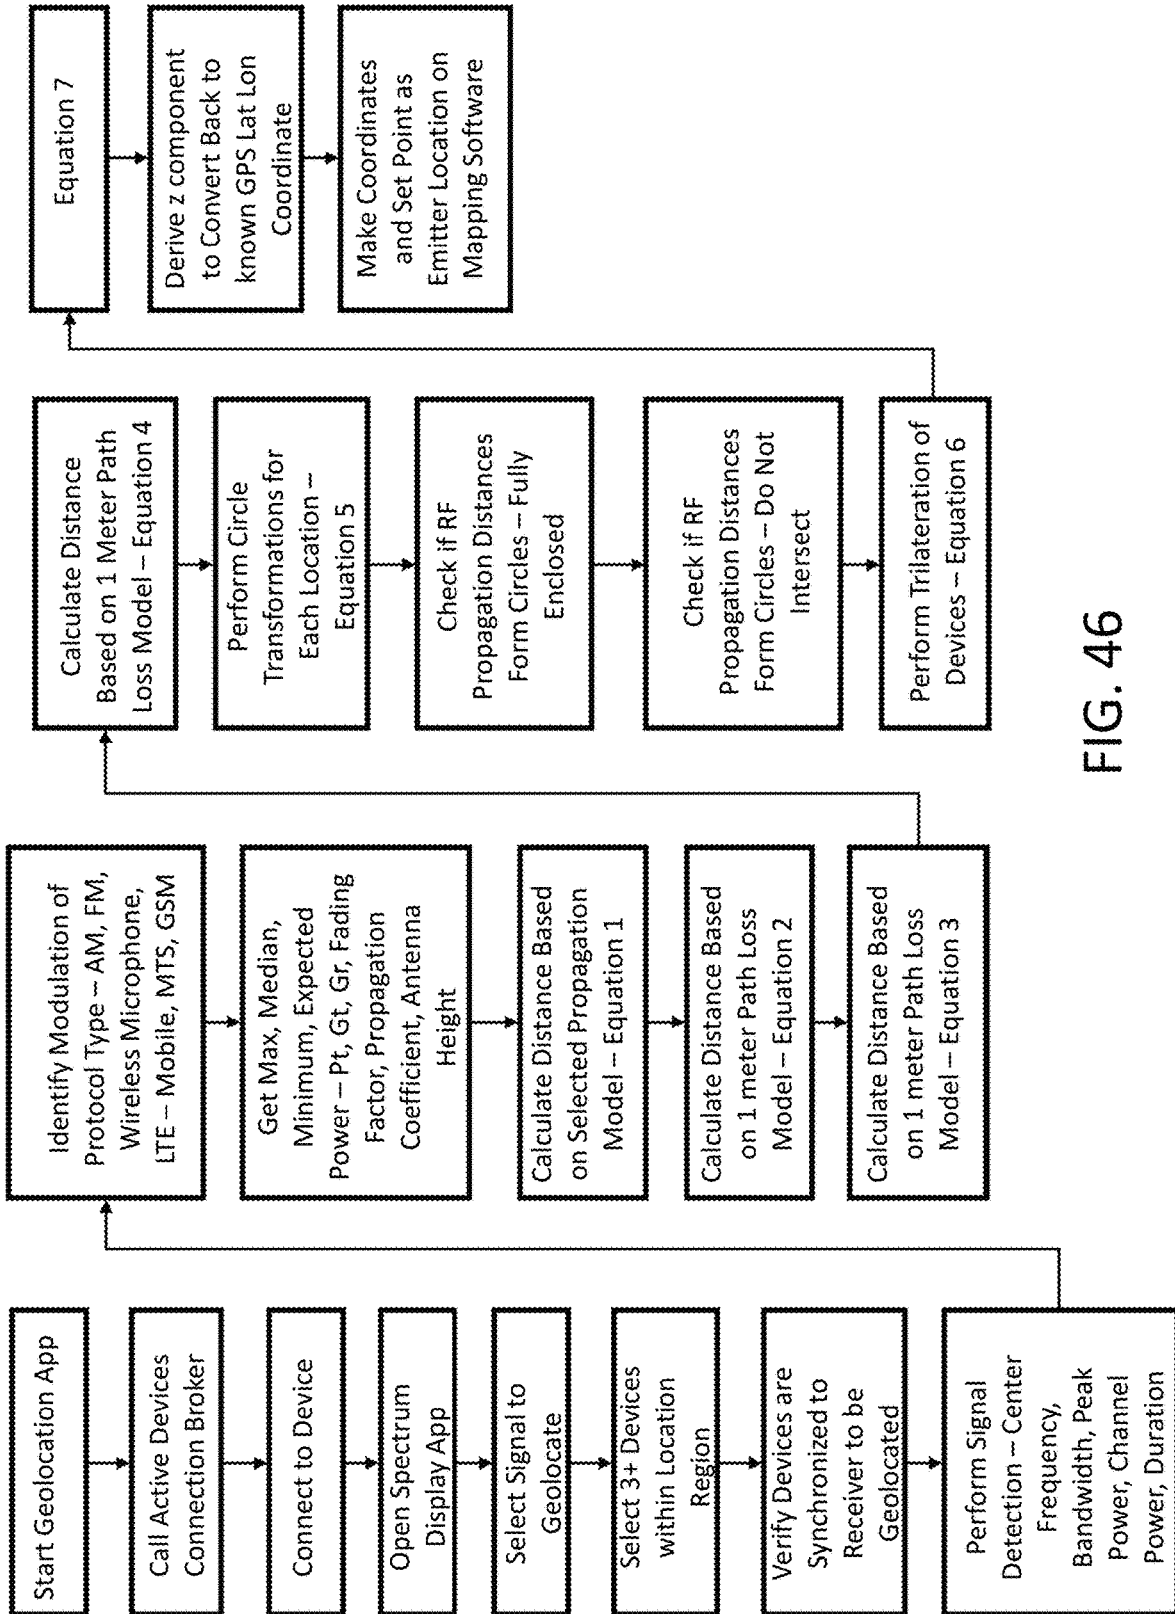 Start Geolocation App
Call Active Devices
Connection Broker
Connect to Device
Open Spectrum
Display App
Select Signal to
Geolocate
Select 3+ Devices
within Location
Region
Verify Devices are
Synchronized to
Receiver to be
Geolocated
Perform Signal
Detection – Center
Frequency,
Bandwidth, Peak
Power, Channel
Power, Duration
Identify Modulation of
Protocol Type – AM, FM,
Wireless Microphone,
LTE – Mobile, MTS, GSM
Get Max, Median,
Minimum, Expected
Power – Pt, Gt, Gr, Fading
Factor, Propagation
Coefficient, Antenna
Height
Calculate Distance Based
on Selected Propagation
Model – Equation 1
Calculate Distance Based
on 1 meter Path Loss
Model – Equation 2
Calculate Distance Based
on 1 meter Path Loss
Model – Equation 3
Calculate Distance
Based on 1 Meter Path
Loss Model – Equation 4
Perform Circle
Transformations for
Each Location –
Equation 5
Check if RF
Propagation Distances
Form Circles – Fully
Enclosed
Check if RF
Propagation Distances
Form Circles – Do Not
Intersect
Perform Trilateration of
Devices – Equation 6
Equation 7
Derive z component
to Convert Back to
known GPS Lat Lon
Coordinate
Make Coordinates
and Set Point as
Emitter Location on
Mapping Software
FIG. 46